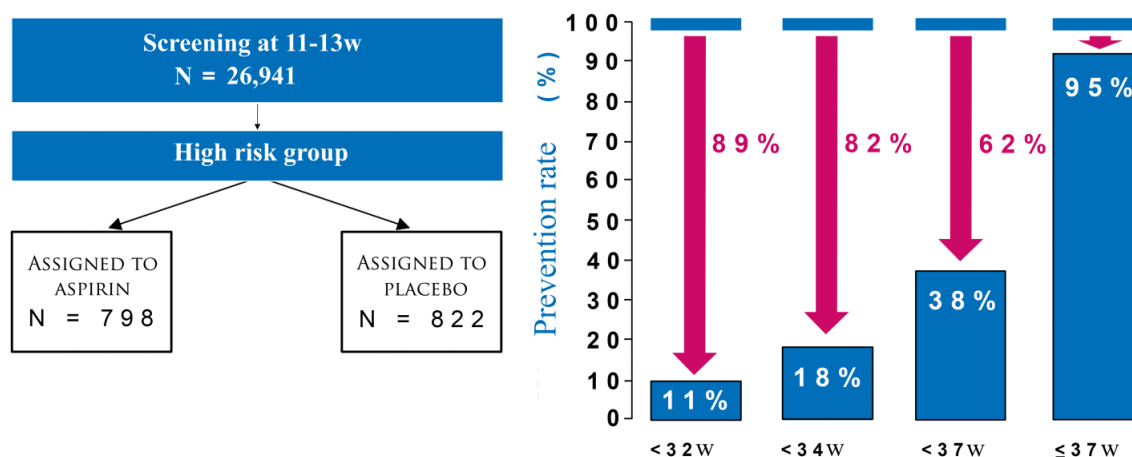 Screening at 11-13w
N = 26,941
High risk group
ASSIGNED TO
ASPIRIN
N = 798
ASSIGNED TO
PLACEBO
N = 822
Prevention rate (%)
100
90
80
70
60
50
40
30
20
10
0
89%
82%
62%
95%
11%
18%
38%
<32w
<34w
<37w
≤37w